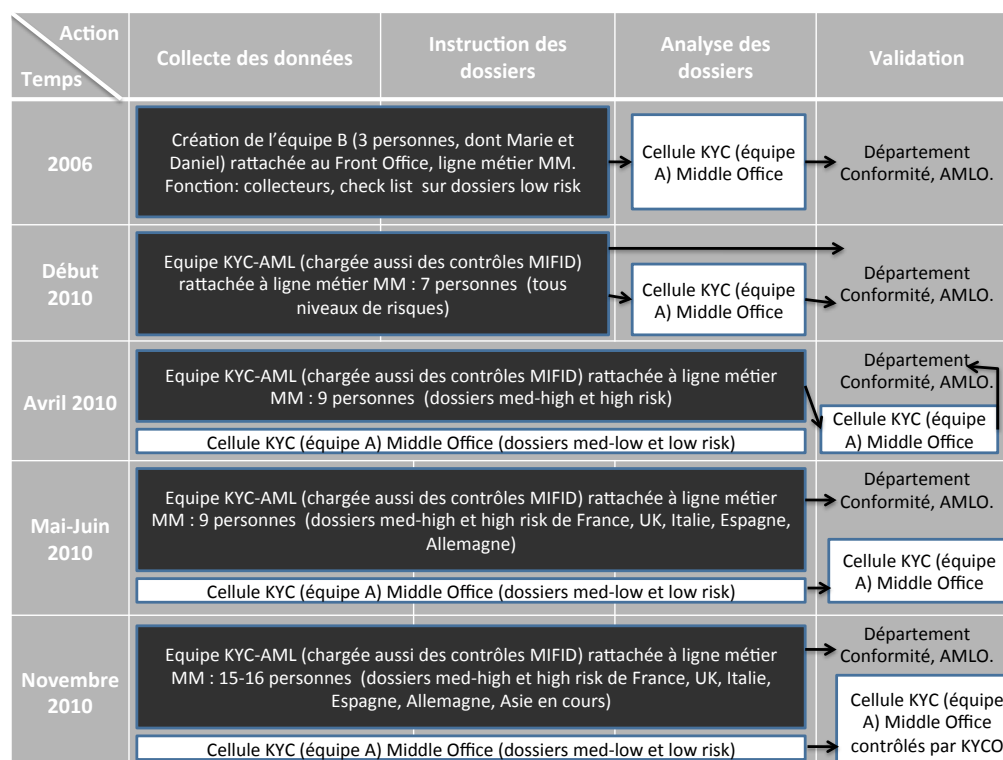 Action
Temps
Collecte des données
Instruction des
dossiers
Analyse des
dossiers
Validation
2006
Création de l'équipe B (3 personnes, dont Marie et
Daniel) rattachée au Front Office, ligne métier MM.
Fonction: collecteurs, check list sur dossiers low risk
Cellule KYC (équipe
A) Middle Office
Département
Conformité, AMLO.
Début
2010
Equipe KYC-AML (chargée aussi des contrôles MIFID)
rattachée à ligne métier MM : 7 personnes (tous
niveaux de risques)
Cellule KYC (équipe
A) Middle Office
Département
Conformité, AMLO.
Avril 2010
Equipe KYC-AML (chargée aussi des contrôles MIFID) rattachée à ligne métier
MM : 9 personnes (dossiers med-high et high risk)
Cellule KYC (équipe A) Middle Office (dossiers med-low et low risk)
Département
Conformité, AMLO.
Cellule KYC (équipe
A) Middle Office
Mai-Juin
2010
Equipe KYC-AML (chargée aussi des contrôles MIFID) rattachée à ligne métier
MM : 9 personnes (dossiers med-high et high risk de France, UK, Italie, Espagne,
Allemagne)
Cellule KYC (équipe A) Middle Office (dossiers med-low et low risk)
Département
Conformité, AMLO.
Cellule KYC (équipe
A) Middle Office
Novembre
2010
Equipe KYC-AML (chargée aussi des contrôles MIFID) rattachée à ligne métier
MM : 15-16 personnes (dossiers med-high et high risk de France, UK, Italie,
Espagne, Allemagne, Asie en cours)
Cellule KYC (équipe A) Middle Office (dossiers med-low et low risk)
Département
Conformité, AMLO.
Cellule KYC (équipe
A) Middle Office
contrôlés par KYCO